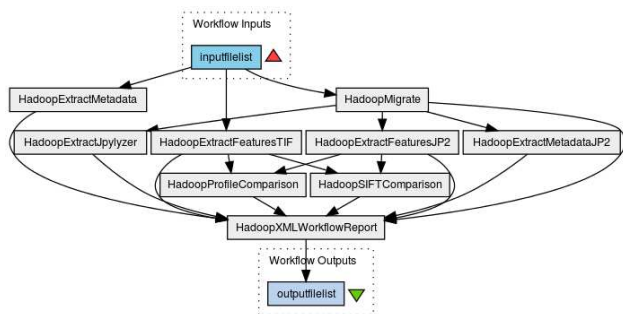 Workflow Inputs
inputfilelist
HadoopExtractMetadata
HadoopMigrate
HadoopExtractJpylyzer
HadoopExtractFeaturesTIF
HadoopExtractFeaturesJP2
HadoopExtractMetadataJP2
HadoopProfileComparison
HadoopSIFTComparison
HadoopXMLWorkflowReport
Workflow Outputs
outputfilelist